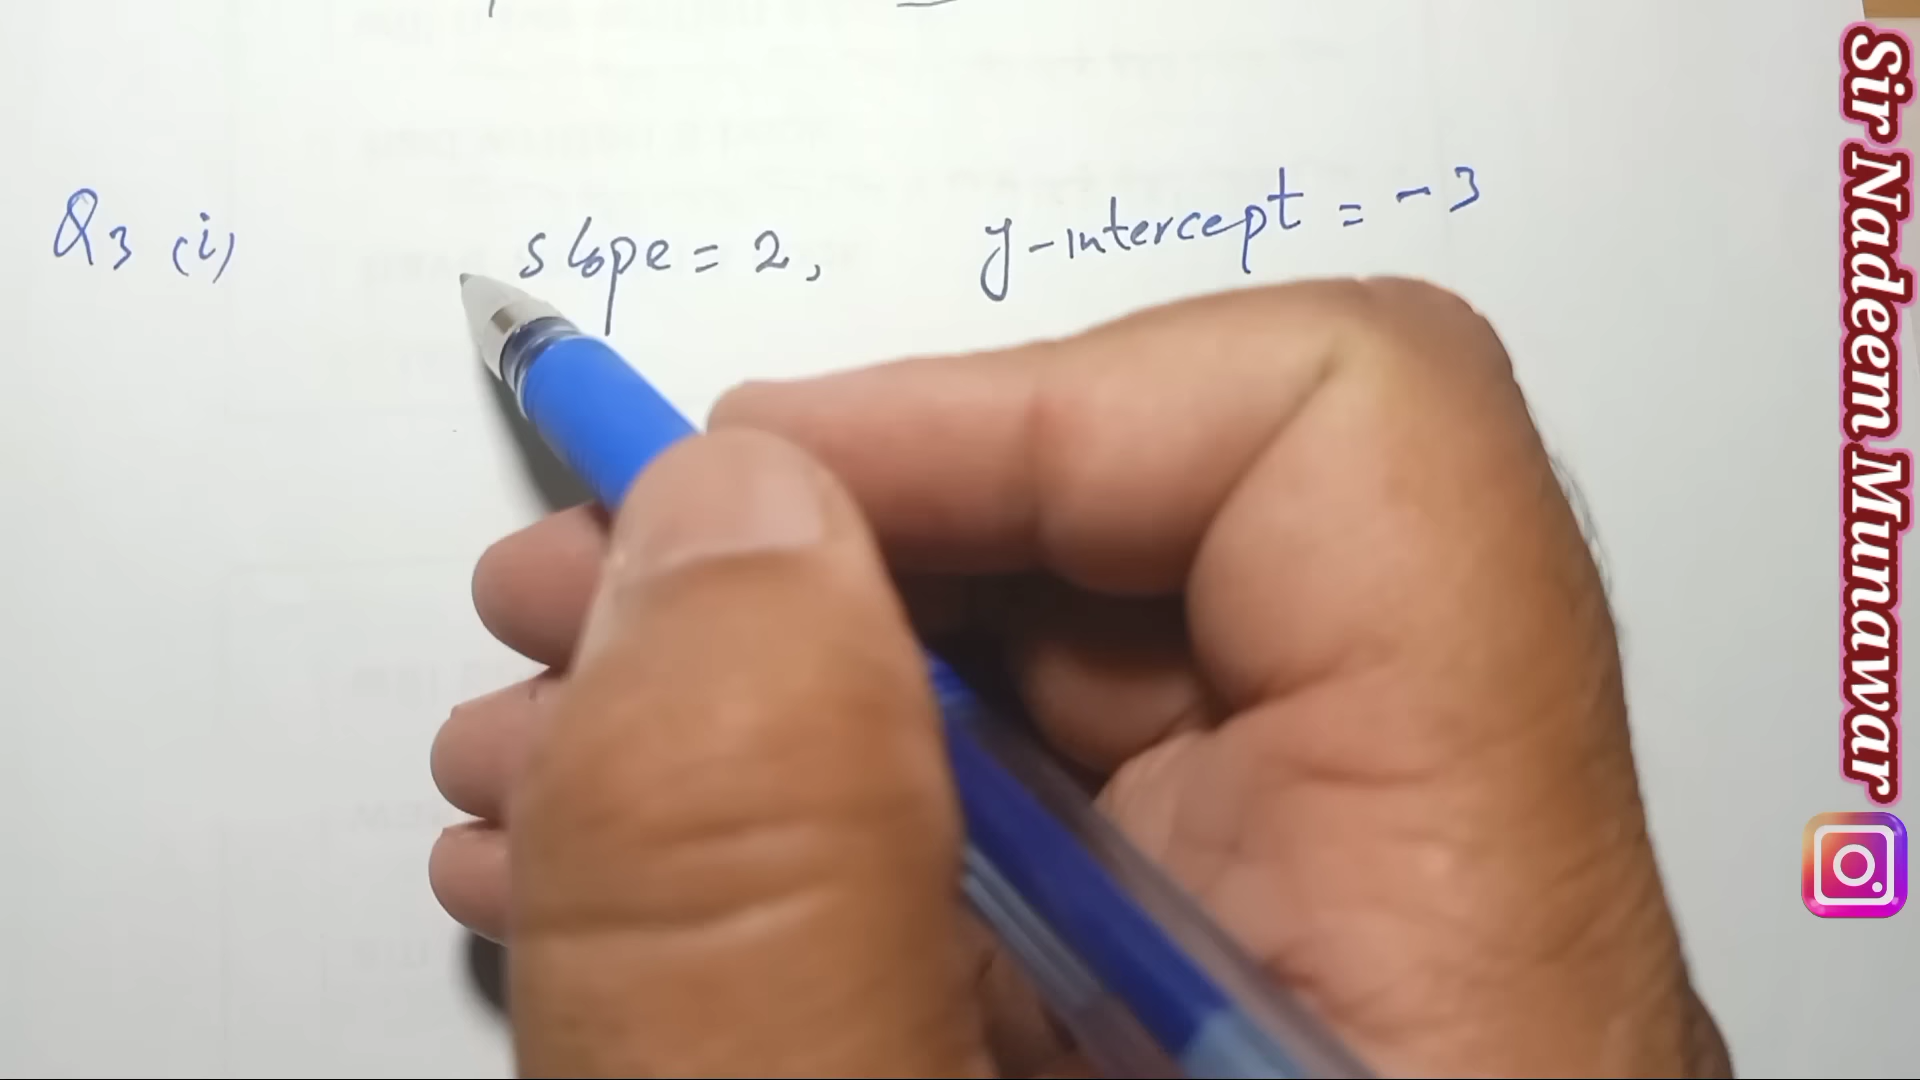 Q3 (i) slope = 2, y-intercept = -3
Sir Nadeem Munawar